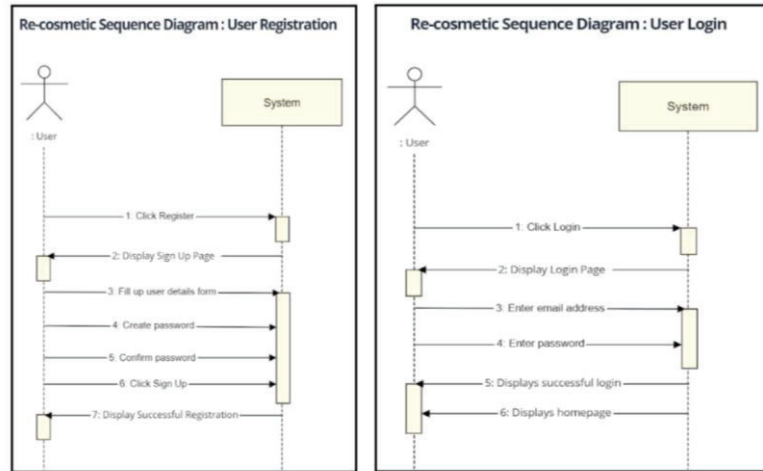 Re-cosmetic Sequence Diagram : User Registration
System
: User
1: Click Register
2: Display Sign Up Page
3: Fill up user details form
4: Create password
5: Confirm password
6: Click Sign Up
7: Display Successful Registration
Re-cosmetic Sequence Diagram : User Login
System
: User
1: Click Login
2: Display Login Page
3: Enter email address
4: Enter password
5: Displays successful login
6: Displays homepage